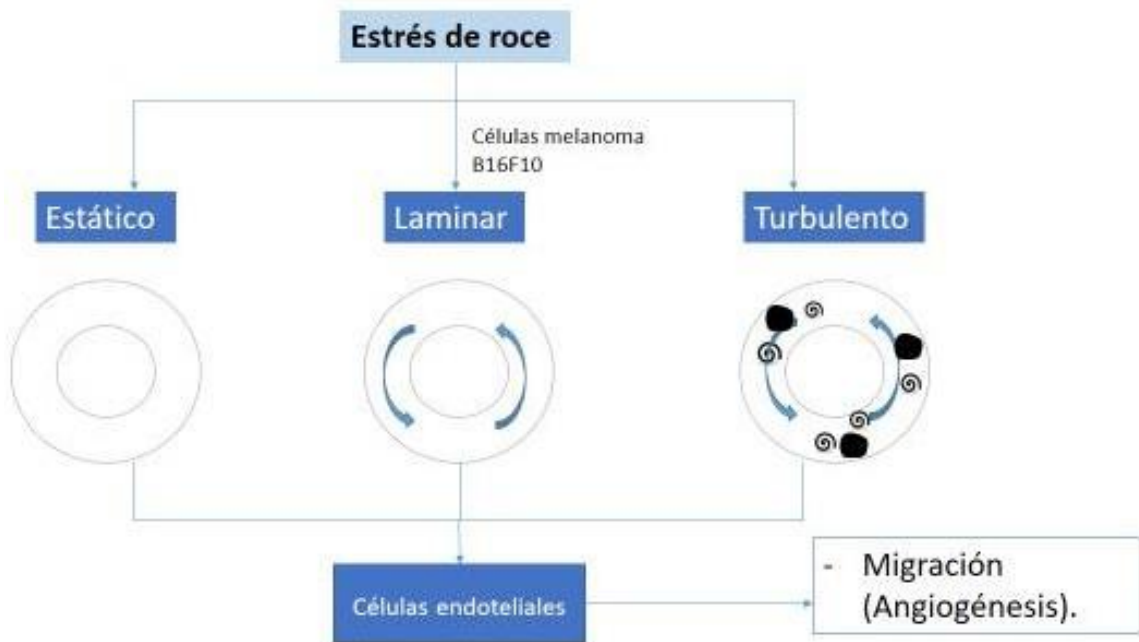 Estrés de roce
Células melanoma
B16F10
Estático
Laminar
Turbulento
Células endoteliales
- Migración
(Angiogénesis).